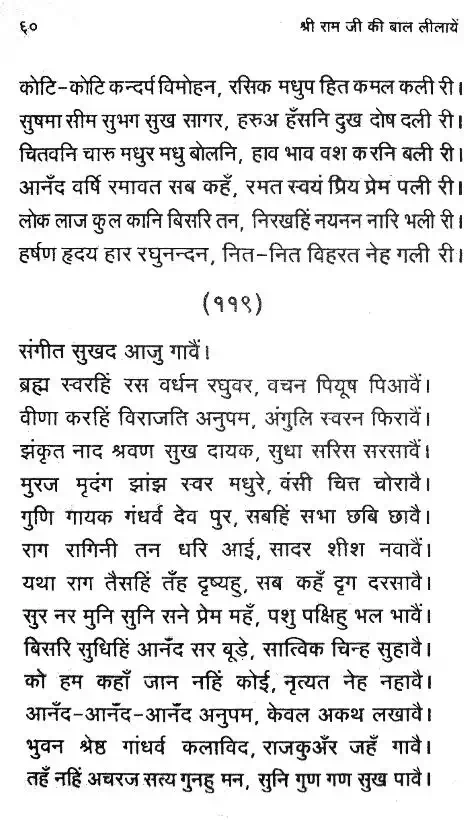 ६०
श्री राम जी की बाल लीलायें
कोटि-कोटि कन्दर्प विमोहन, रसिक मधुप हित कमल कली री।
सुषमा सीम सुभग सुख सागर, हरुअ हँसनि दुख दोष दली री।
चितवनि चारु मधुर मधु बोलनि, हाव भाव वश करनि बली री।
आनँद वर्षि रमावत सब कहँ, रमत स्वयं प्रिय प्रेम पली री।
लोक लाज कुल कानि बिसरि तन, निरखहिं नयनन नारि भली री।
हर्षण हृदय हार रघुनन्दन, नित-नित विहरत नेह गली री।
(११९)
संगीत सुखद आजु गावैं।
ब्रह्म स्वरहिं रस वर्धन रघुवर, वचन पियूष पिआवैं।
वीणा करहिं विराजति अनुपम, अंगुलि स्वरन फिरावैं।
झंकृत नाद श्रवण सुख दायक, सुधा सरिस सरसावैं।
मुरज मृदंग झांझ स्वर मधुरे, वंसी चित्त चोरावै।
गुणि गायक गंधर्व देव पुर, सबहिं सभा छबि छावै।
राग रागिनी तन धरि आई, सादर शीश नवावैं।
यथा राग तैसहिं तँह दृष्यहु, सब कहँ दृग दरसावै।
सुर नर मुनि सुनि सने प्रेम महँ, पशु पक्षिहु भल भावैं।
बिसरि सुधिहिं आनँद सर बूड़े, सात्विक चिन्ह सुहावै।
को हम कहाँ जान नहिं कोई, नृत्यत नेह नहावै।
आनँद-आनँद-आनँद अनुपम, केवल अकथ लखावै।
भुवन श्रेष्ठ गांधर्व कलाविद, राजकुअँर जहँ गावै।
तहँ नहिं अचरज सत्य गुनहु मन, सुनि गुण गण सुख पावै।